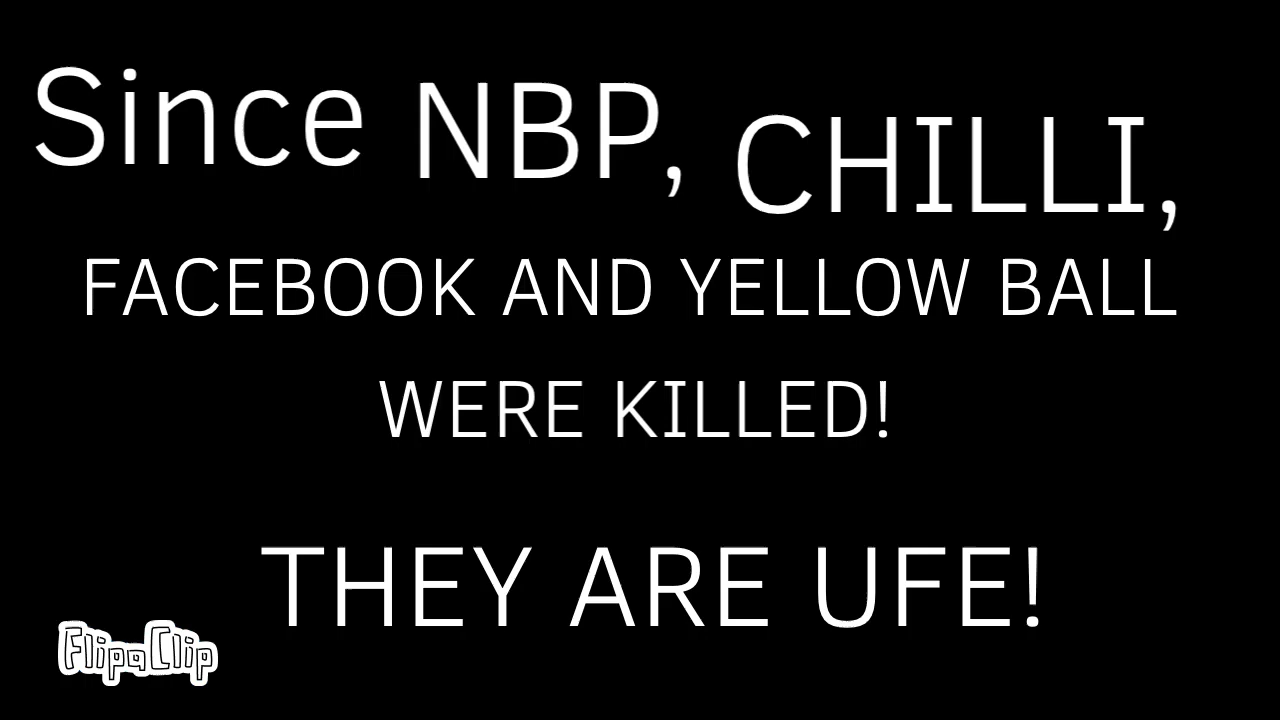 Since NBP, CHILLI,
FACEBOOK AND YELLOW BALL
WERE KILLED!
THEY ARE UFE!
FlipaClip